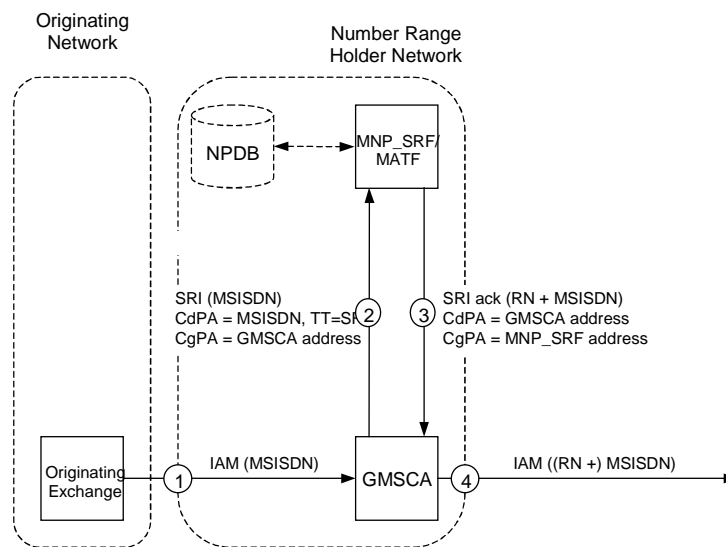 Originating
Network
Number Range
Holder Network
NPDB
MNP_SRF/
MATF
SRI (MSISDN)
CdPA = MSISDN, TT=SF
CgPA = GMSCA address
2
3
SRI ack (RN + MSISDN)
CdPA = GMSCA address
CgPA = MNP_SRF address
Originating
Exchange
1
IAM (MSISDN)
GMSCA
4
IAM ((RN +) MSISDN)